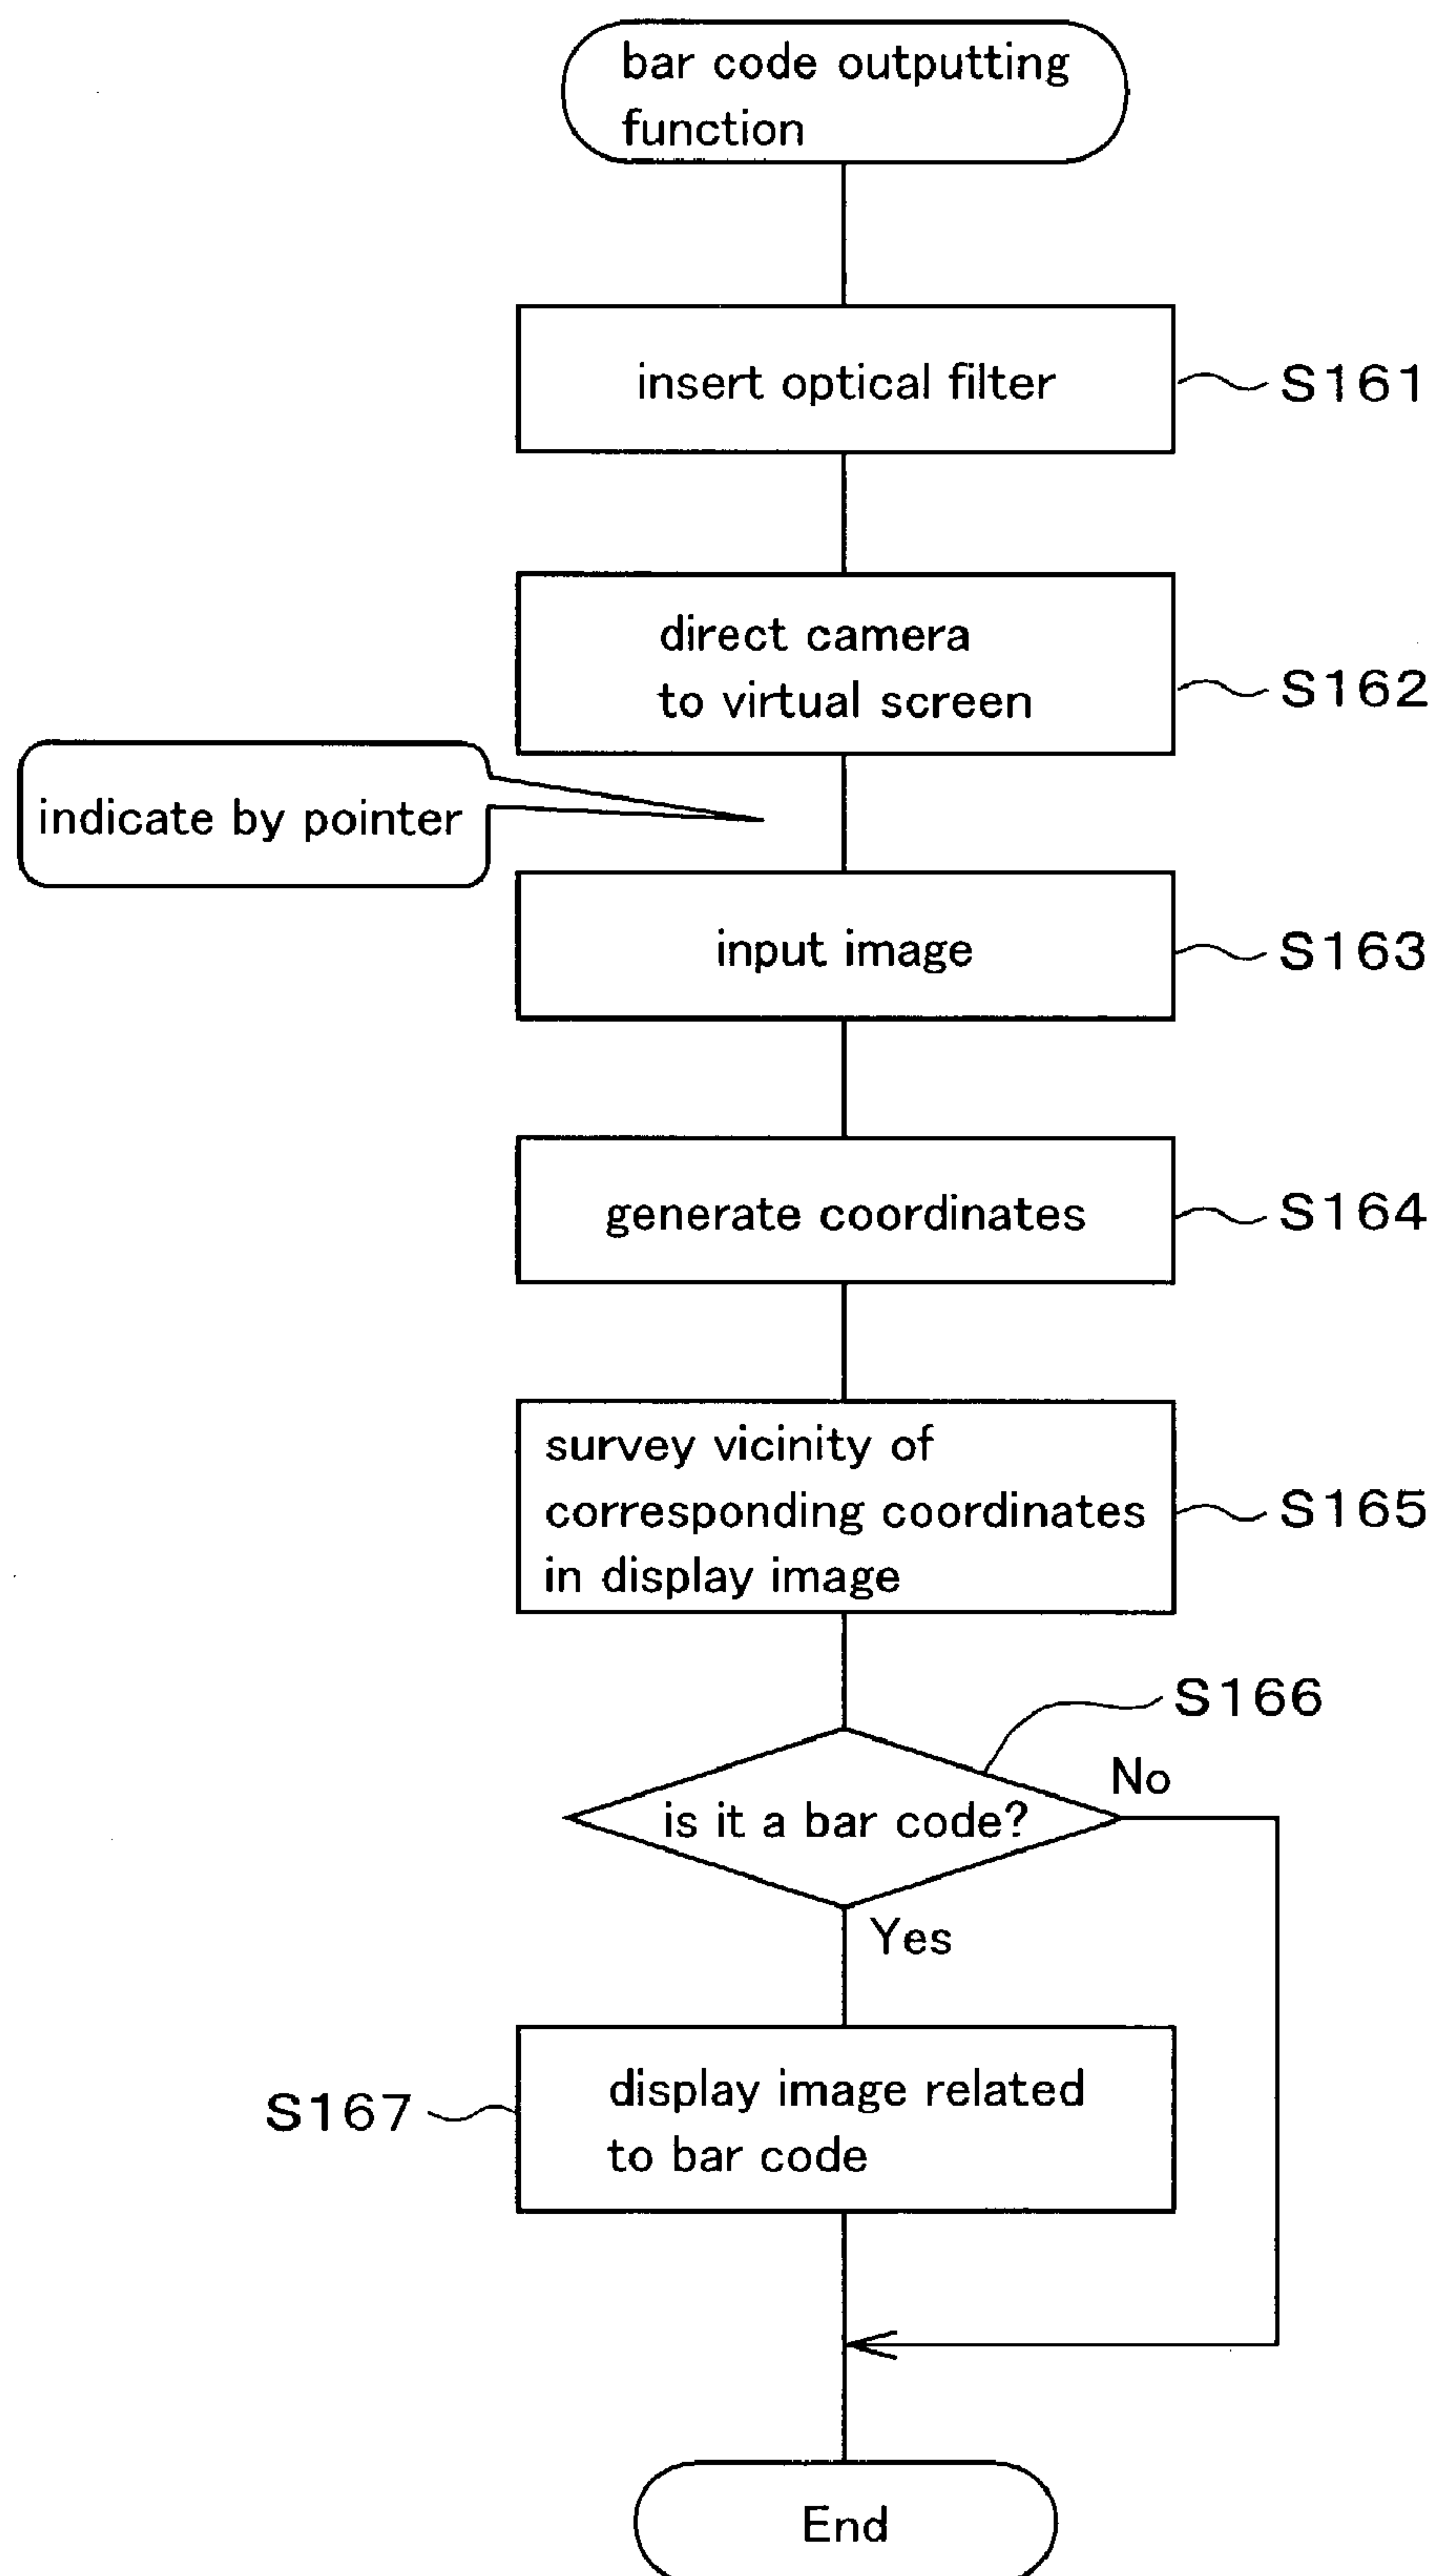 bar code outputting
function
insert optical filter
S161
direct camera
to virtual screen
S162
indicate by pointer
input image
S163
generate coordinates
S164
survey vicinity of
corresponding coordinates
in display image
S165
S166
No
is it a bar code?
Yes
display image related
to bar code
S167
End